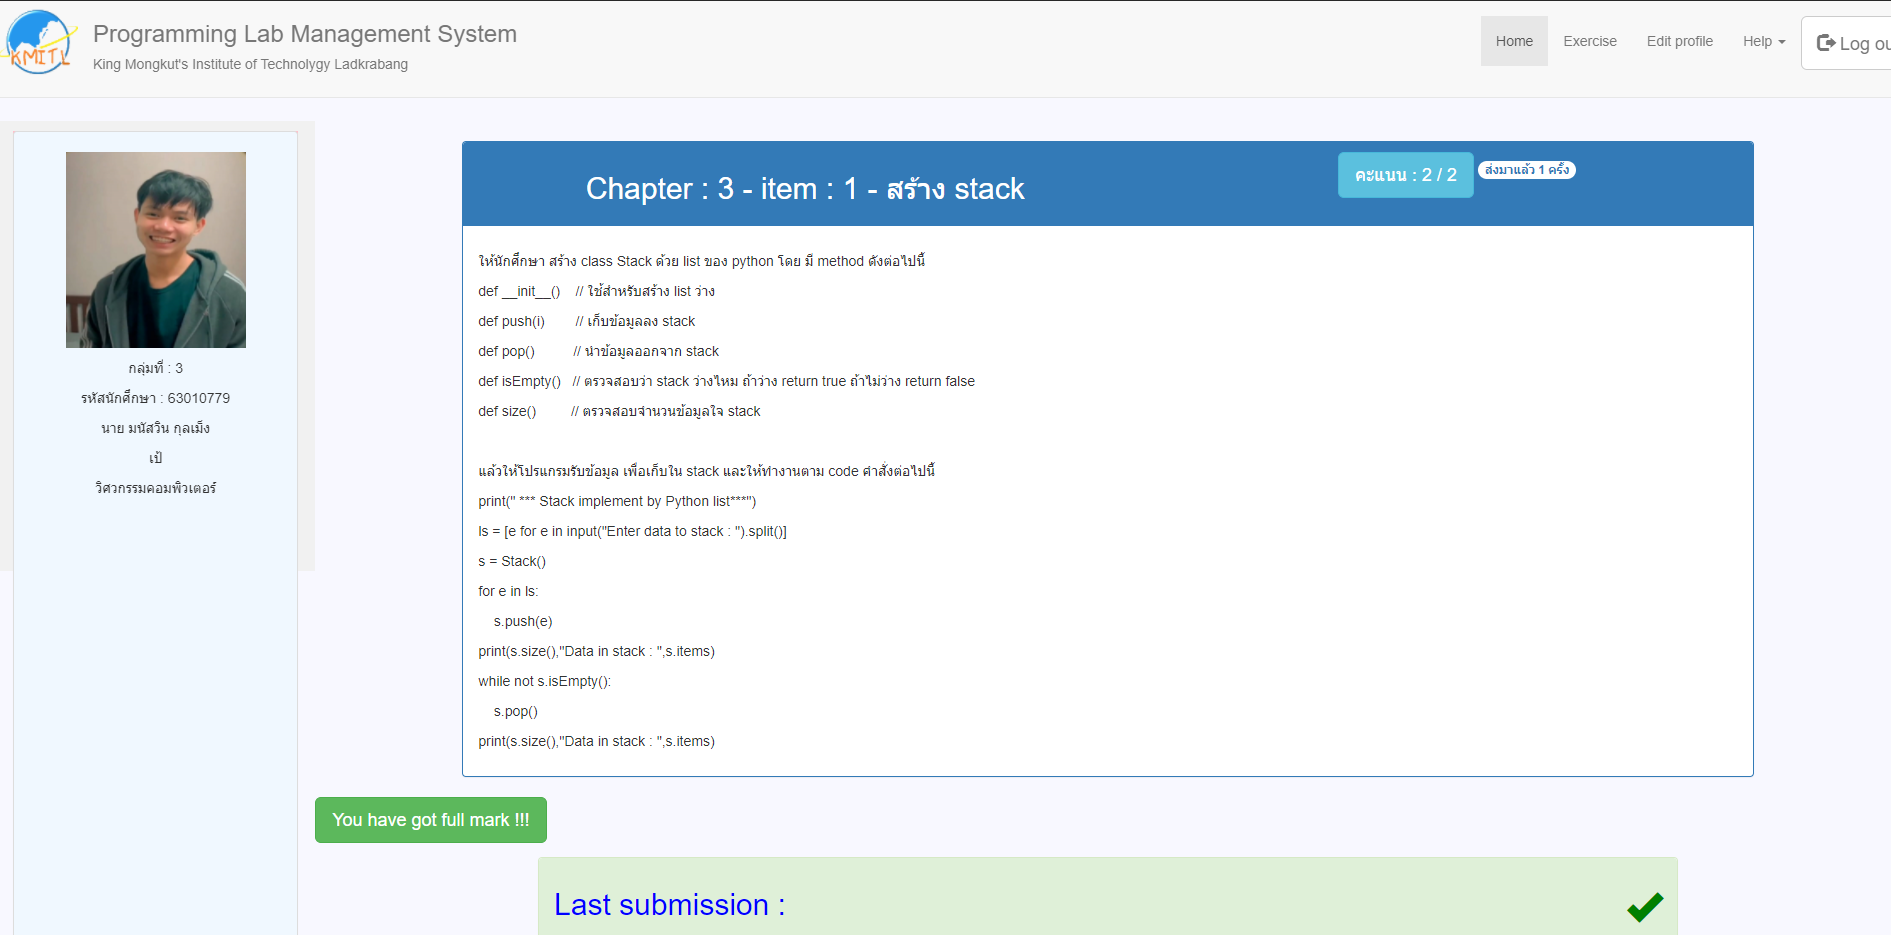 KMITL
Programming Lab Management System
King Mongkut's Institute of Technolygy Ladkrabang
Home
Exercise
Edit profile
Help
Log ou
กลุ่มที่ : 3
รหัสนักศึกษา : 63010779
นาย มนัสวิน กุลเม็ง
เป้
วิศวกรรมคอมพิวเตอร์
Chapter : 3 - item : 1 - สร้าง stack
คะแนน : 2 / 2
ส่งมาแล้ว 1 ครั้ง
ให้นักศึกษา สร้าง class Stack ด้วย list ของ python โดย มี method ดังต่อไปนี้
def __init__() // ใช้สำหรับสร้าง list ว่าง
def push(i) // เก็บข้อมูลลง stack
def pop() // นำข้อมูลออกจาก stack
def isEmpty() // ตรวจสอบว่า stack ว่างไหม ถ้าว่าง return true ถ้าไม่ว่าง return false
def size() // ตรวจสอบจำนวนข้อมูลใจ stack
แล้วให้โปรแกรมรับข้อมูล เพื่อเก็บใน stack และให้ทำงานตาม code คำสั่งต่อไปนี้
print(" *** Stack implement by Python list***")
ls = [e for e in input("Enter data to stack : ").split()]
s = Stack()
for e in ls:
s.push(e)
print(s.size(),"Data in stack : ",s.items)
while not s.isEmpty():
s.pop()
print(s.size(),"Data in stack : ",s.items)
You have got full mark !!!
Last submission :